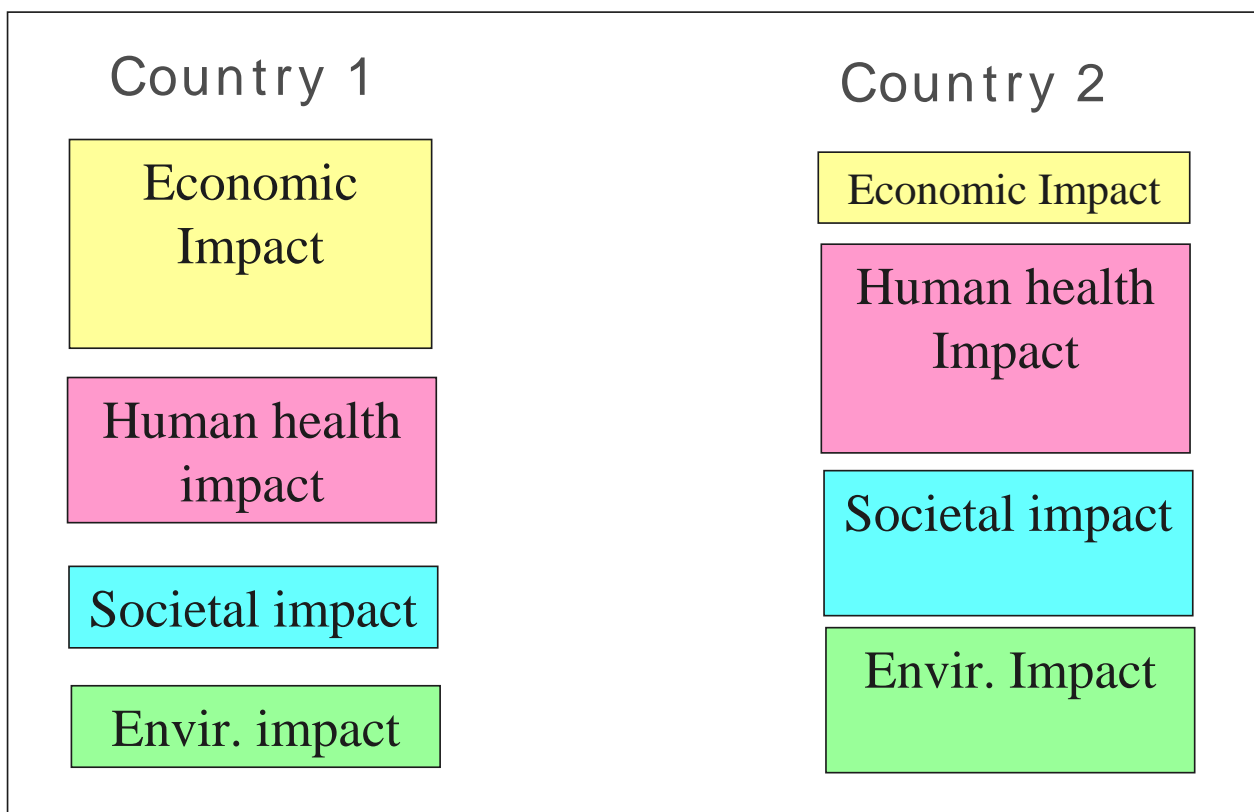 Country 1
Economic
Impact
Human health
impact
Societal impact
Envir. impact
Country 2
Economic Impact
Human health
Impact
Societal impact
Envir. Impact